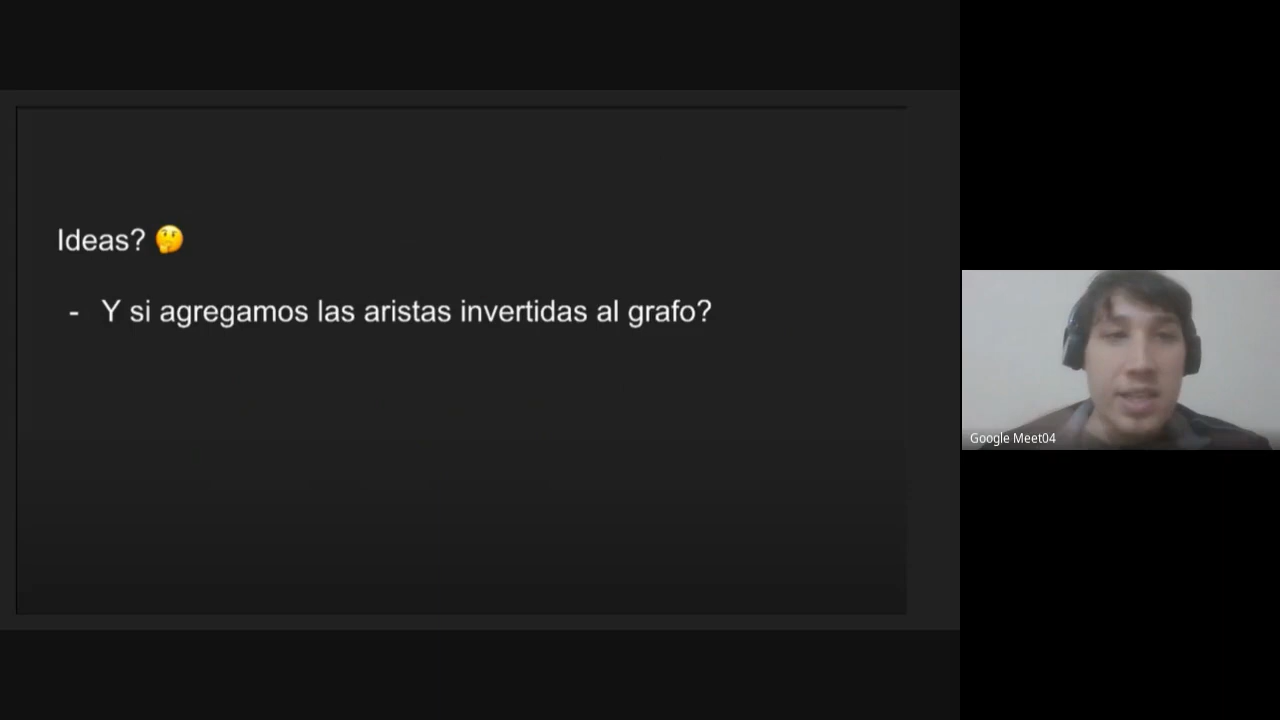 Ideas? 🤔
- Y si agregamos las aristas invertidas al grafo?
Google Meet04